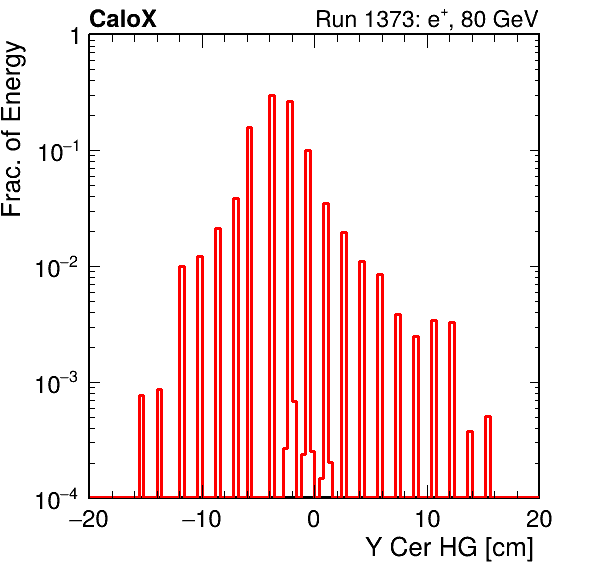 CaloX
Run 1373: e⁺, 80 GeV
Frac. of Energy
1
10⁻¹
10⁻²
10⁻³
10⁻⁴
−20 −10 0 10 20
Y Cer HG [cm]